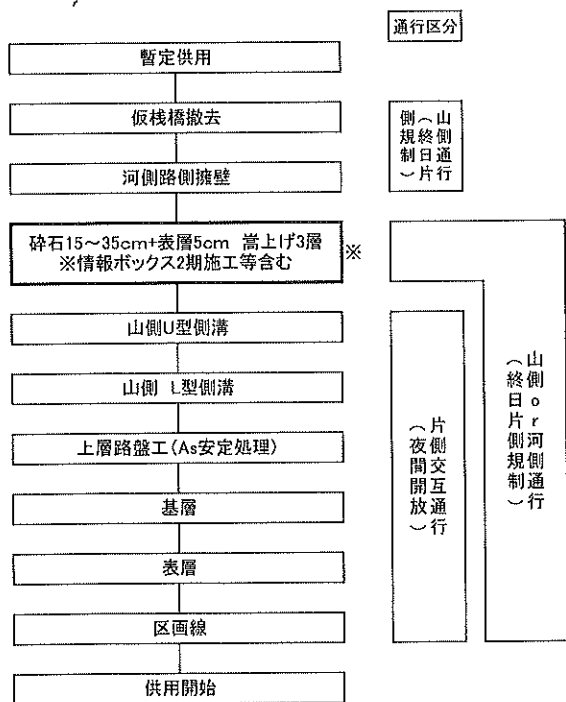 通行区分
暫定供用
仮桟橋撤去
山側通行
(終日片
側規制)
河側路側擁壁
砕石15～35cm+表層5cm 嵩上げ3層
※情報ボックス2期施工等含む
※
山側U型側溝
山側 L型側溝
上層路盤工(As安定処理)
基層
表層
区画線
供用開始
片側交互通行
(夜間開放)
山側or河側通行
(終日片側規制)